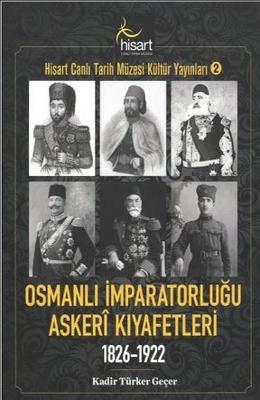 hisart
Hisart Canlı Tarih Müzesi Kültür Yayınları 2
OSMANLI İMPARATORLUĞU
ASKERÎ KIYAFETLERİ
1826-1922
Kadir Türker Geçer